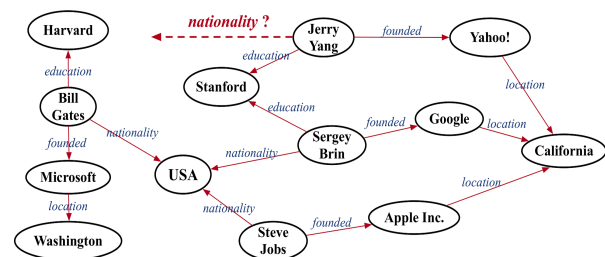 Harvard
nationality ?
Jerry
Yang
founded
Yahoo!
education
education
Stanford
location
Bill
Gates
education
founded
nationality
Google
founded
location
Sergey
Brin
California
nationality
Microsoft
USA
location
location
nationality
Apple Inc.
founded
Washington
Steve
Jobs